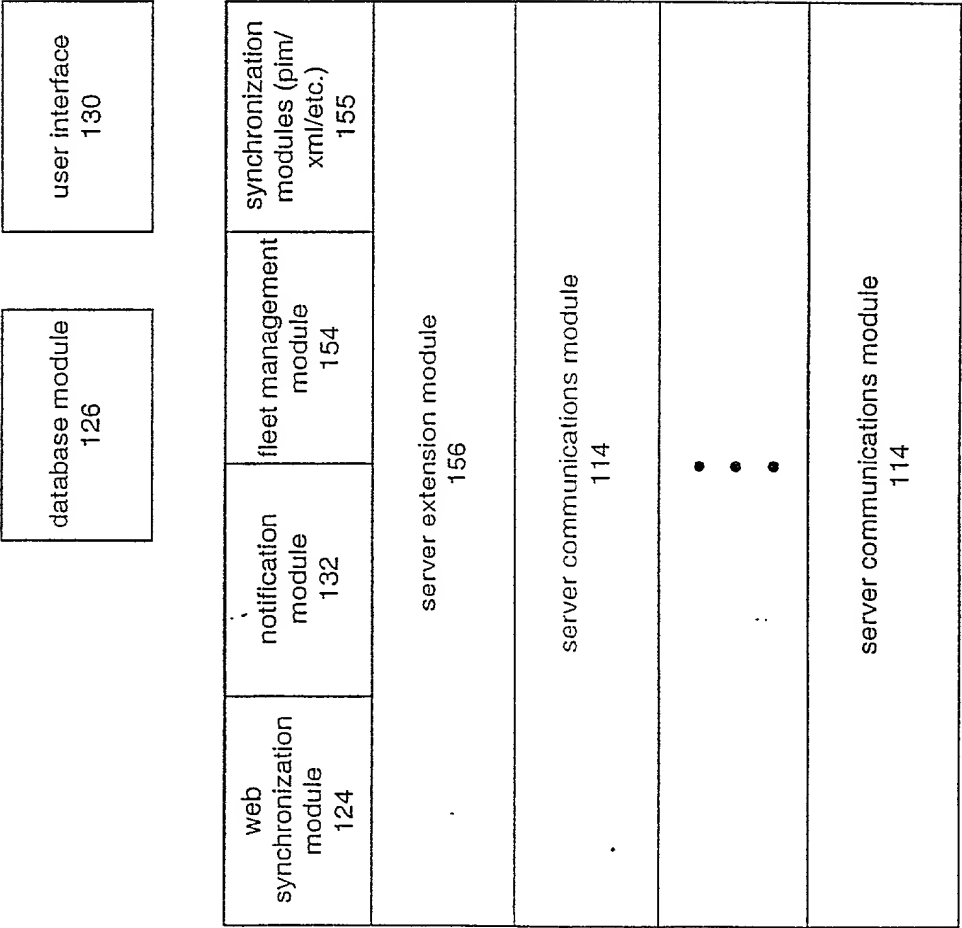 database module
126
user interface
130
web
synchronization
module
124
notification
module
132
fleet management
module
154
synchronization
modules (pim/
xml/etc.)
155
server extension module
156
server communications module
114
server communications module
114